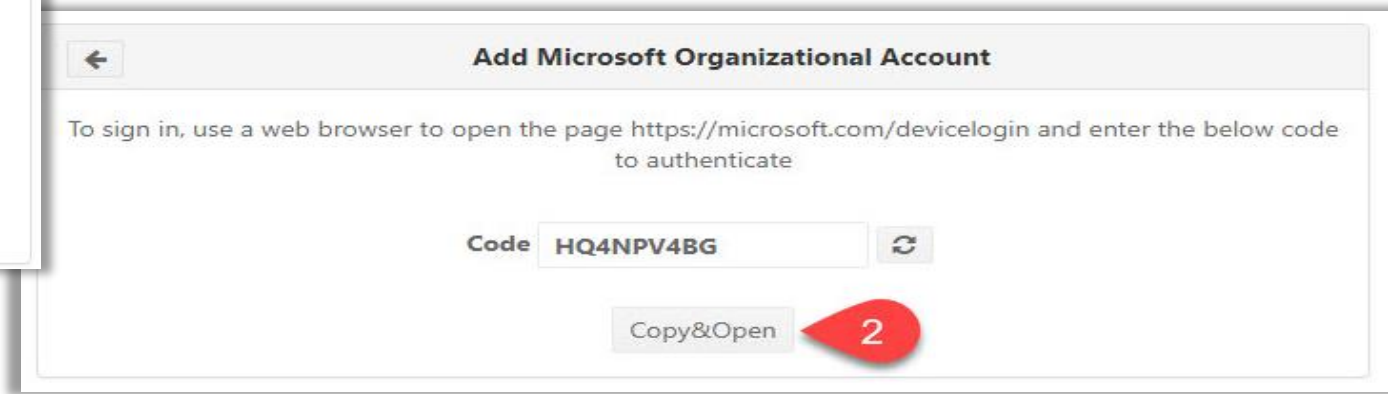 Add Microsoft Organizational Account
To sign in, use a web browser to open the page https://microsoft.com/devicelogin and enter the below code
to authenticate
Code HQ4NPV4BG
Copy&Open 2